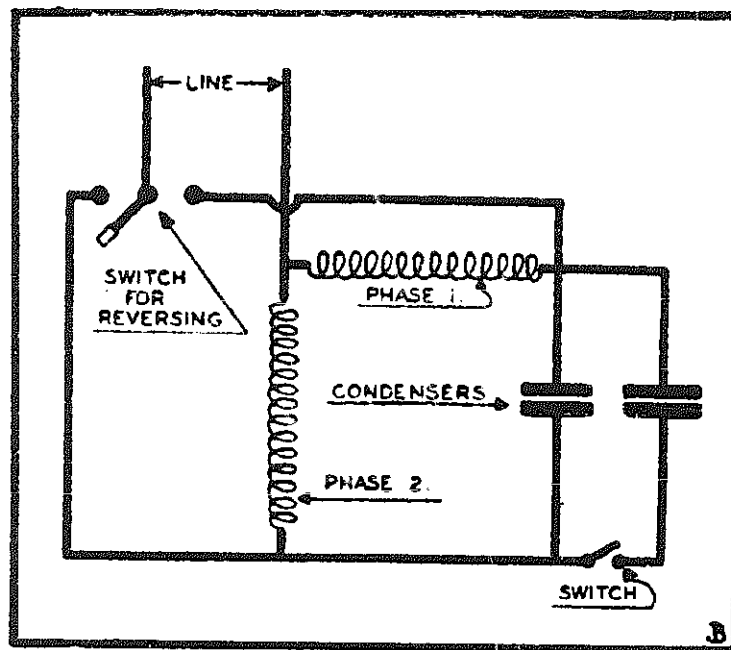 LINE
SWITCH
FOR
REVERSING
PHASE 1.
CONDENSERS
PHASE 2.
SWITCH
B